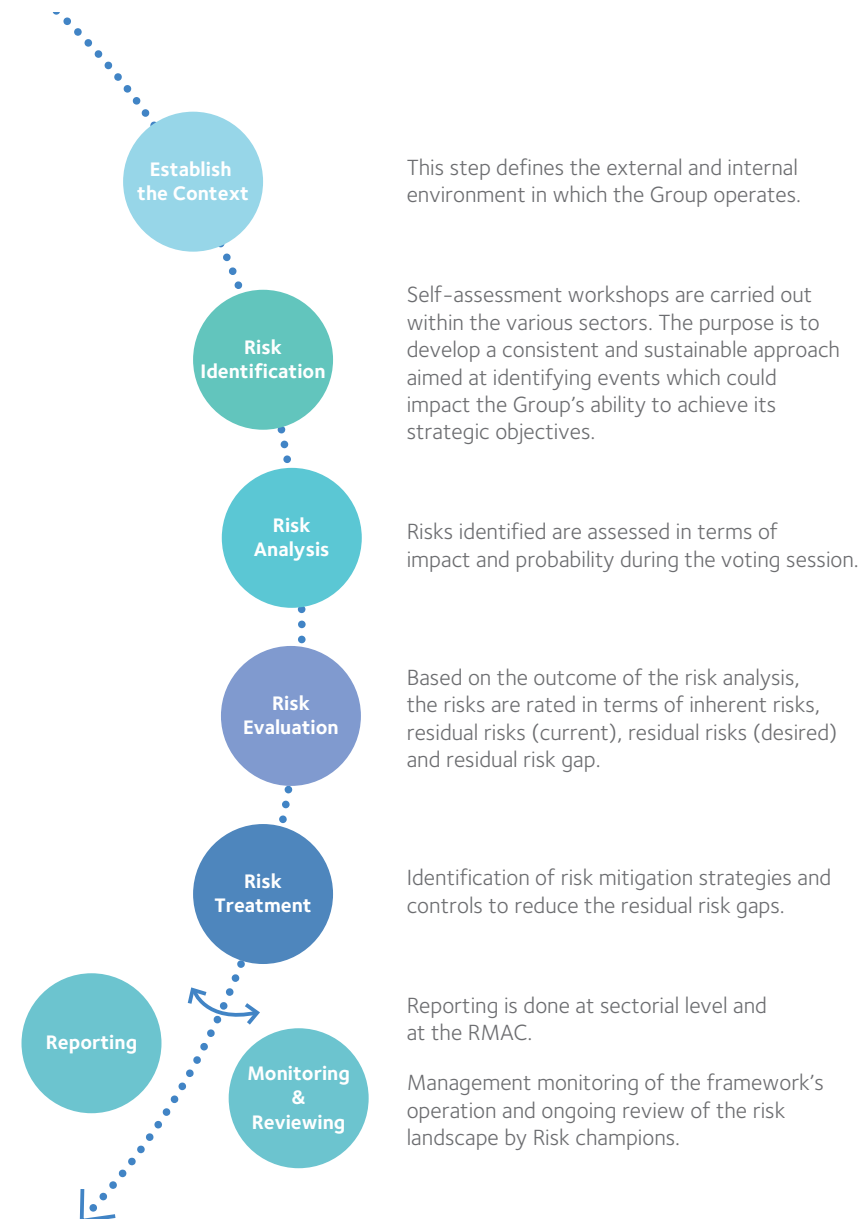 Establish
the Context
This step defines the external and internal
environment in which the Group operates.
Risk
Identification
Self-assessment workshops are carried out
within the various sectors. The purpose is to
develop a consistent and sustainable approach
aimed at identifying events which could
impact the Group's ability to achieve its
strategic objectives.
Risk
Analysis
Risks identified are assessed in terms of
impact and probability during the voting session.
Risk
Evaluation
Based on the outcome of the risk analysis,
the risks are rated in terms of inherent risks,
residual risks (current), residual risks (desired)
and residual risk gap.
Risk
Treatment
Identification of risk mitigation strategies and
controls to reduce the residual risk gaps.
Reporting
Reporting is done at sectorial level and
at the RMAC.
Monitoring
&
Reviewing
Management monitoring of the framework's
operation and ongoing review of the risk
landscape by Risk champions.